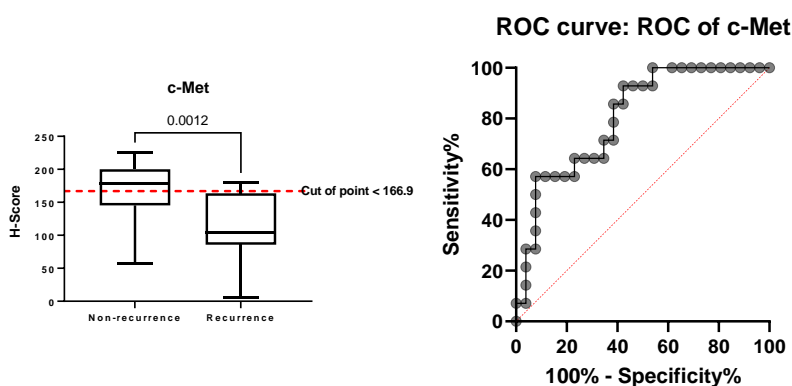 c-Met
0.0012
H-Score
250
200
150
100
50
0
Cut of point < 166.9
Non-recurrence
Recurrence
ROC curve: ROC of c-Met
Sensitivity%
100
80
60
40
20
0
0 20 40 60 80 100
100% - Specificity%